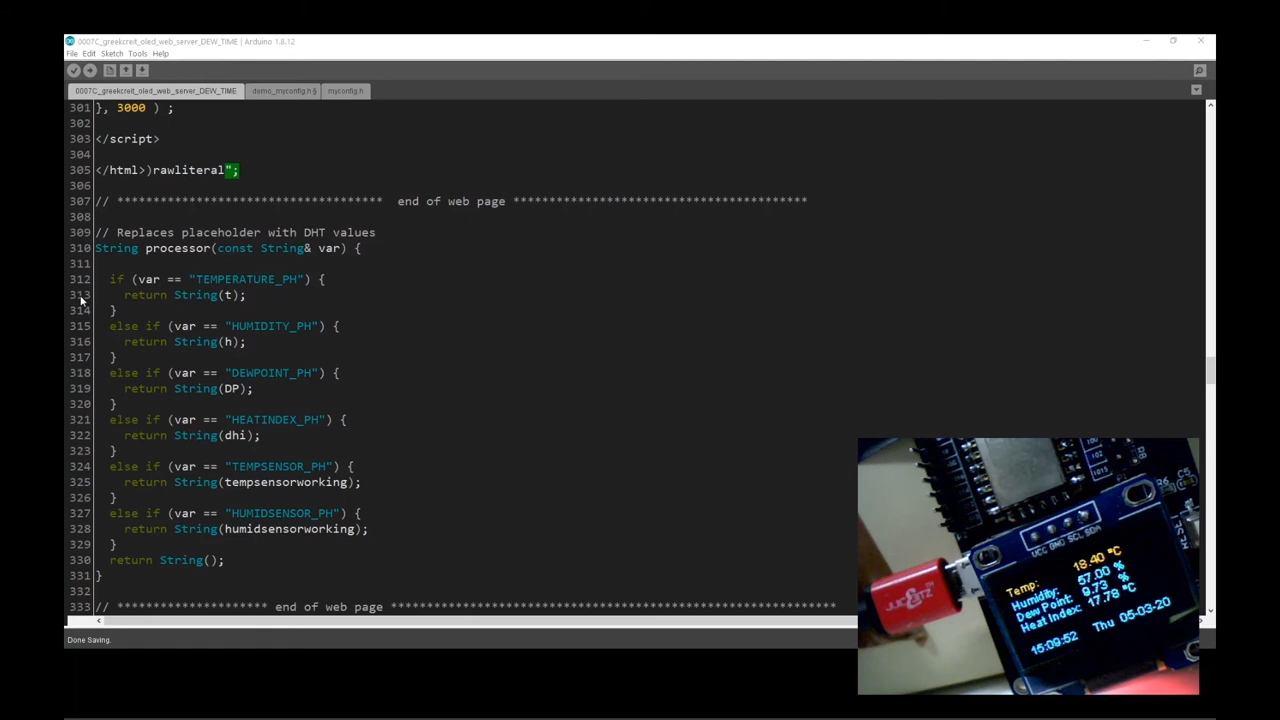 0007C_greekcreit_oled_web_server_DEW_TIME | Arduino 1.8.12
File Edit Sketch Tools Help
0007C_greekcreit_oled_web_server_DEW_TIME demo_myconfig.h § myconfig.h
301 }, 3000 ) ;
302
303 </script>
304
305 </html>)rawliteral";
306
307 // ************************************* end of web page *****************************************
308
309 // Replaces placeholder with DHT values
310 String processor(const String& var) {
311
312 if (var == "TEMPERATURE_PH") {
313 return String(t);
314 }
315 else if (var == "HUMIDITY_PH") {
316 return String(h);
317 }
318 else if (var == "DEWPOINT_PH") {
319 return String(DP);
320 }
321 else if (var == "HEATINDEX_PH") {
322 return String(dhi);
323 }
324 else if (var == "TEMPSENSOR_PH") {
325 return String(tempsensorworking);
326 }
327 else if (var == "HUMIDSENSOR_PH") {
328 return String(humidsensorworking);
329 }
330 return String();
331 }
332
333 // ********************* end of web page **************************************************************
Done Saving.
VCC GND SCL SDA
Temp: 18.40 °C
Humidity: 57.00 %
Dew Point: 9.73 %
Heat Index: 17.78 °C
15:09:52 Thu 05-03-20